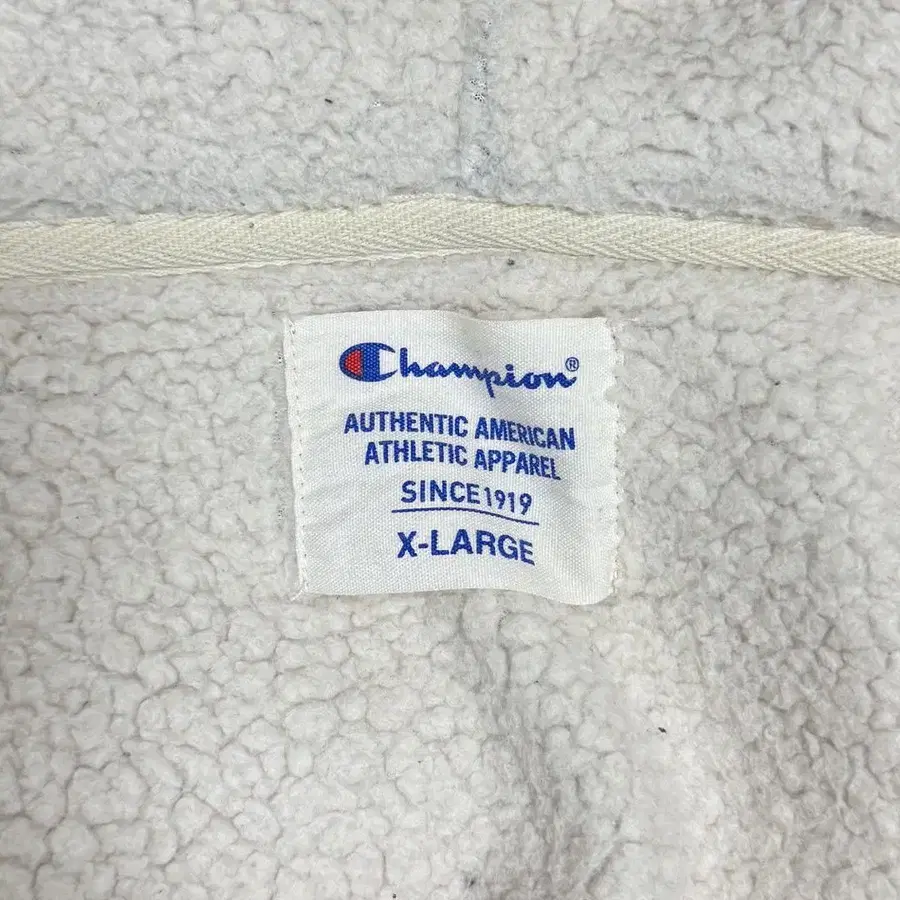 Champion®
AUTHENTIC AMERICAN
ATHLETIC APPAREL
SINCE 1919
X-LARGE